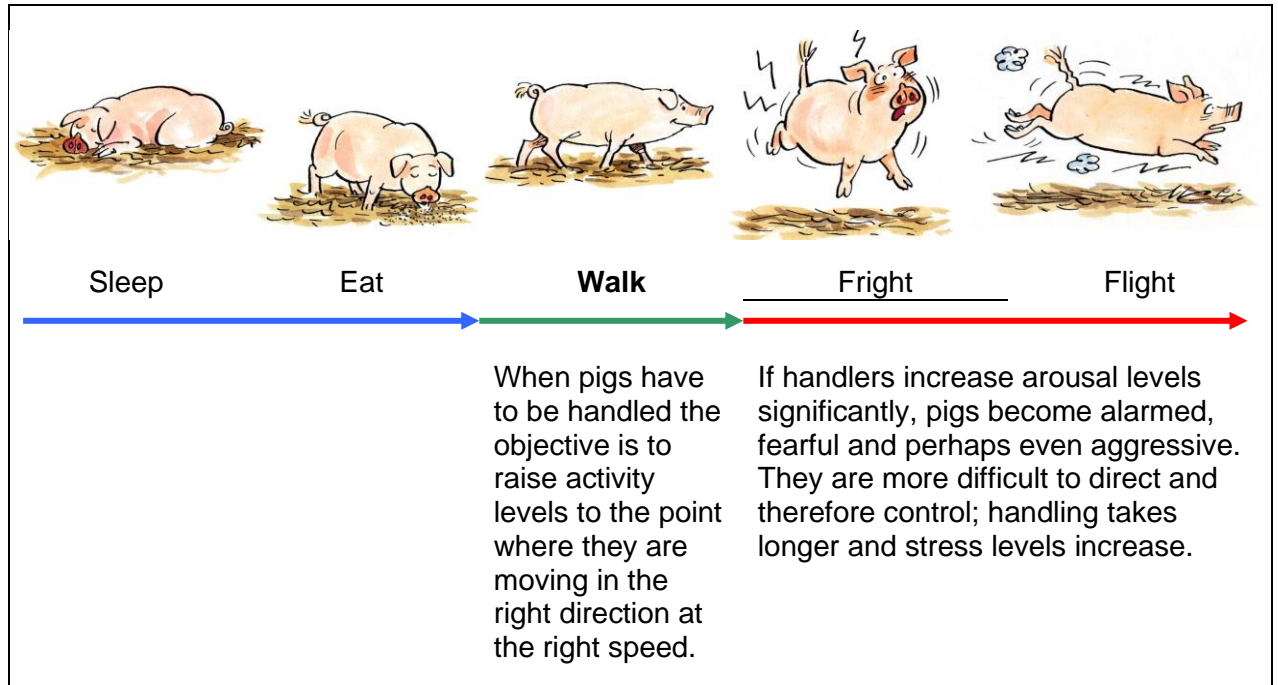 Sleep Eat Walk Fright Flight
When pigs have
to be handled the
objective is to
raise activity
levels to the point
where they are
moving in the
right direction at
the right speed.
If handlers increase arousal levels
significantly, pigs become alarmed,
fearful and perhaps even aggressive.
They are more difficult to direct and
therefore control; handling takes
longer and stress levels increase.